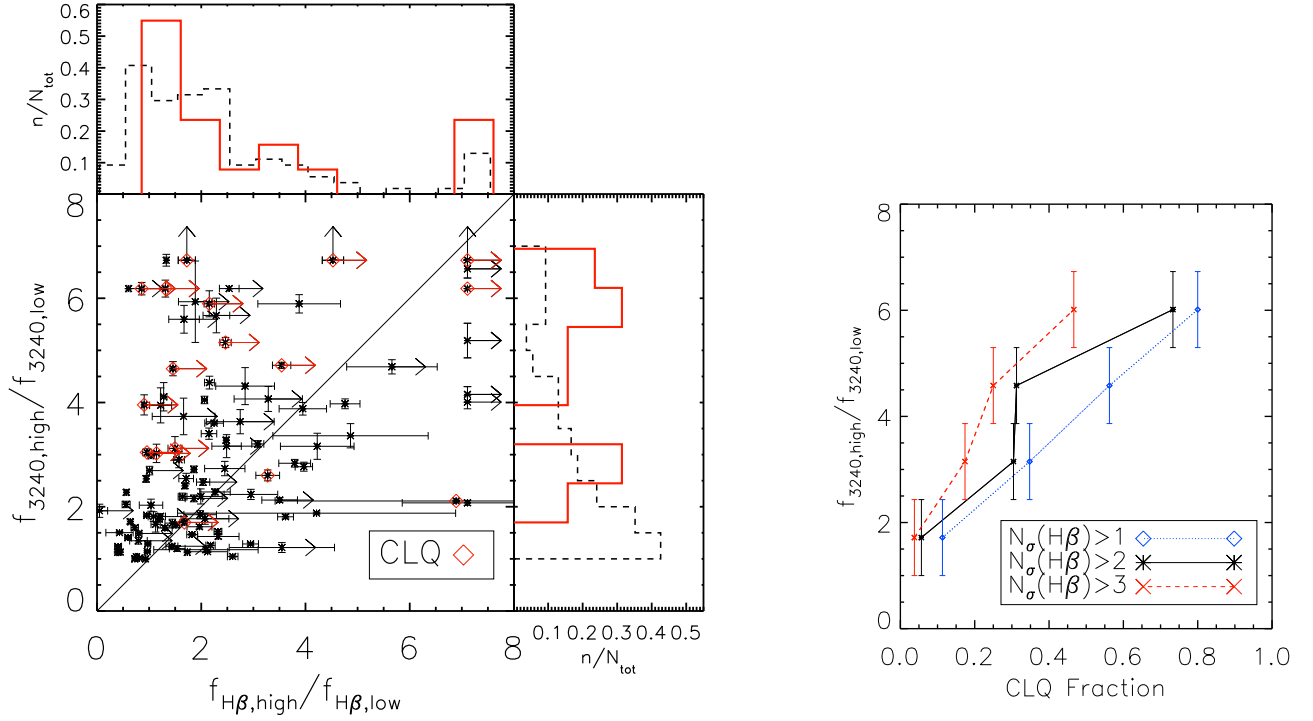 0.6
0.5
0.4
0.3
0.2
0.1
n/N_tot
8
6
4
2
0
f_3240,high/f_3240,low
0 2 4 6 8
f_Hβ,high/f_Hβ,low
CLQ
0.1 0.2 0.3 0.4 0.5
n/N_tot
8
6
4
2
0
f_3240,high/f_3240,low
N_σ(Hβ)>1
N_σ(Hβ)>2
N_σ(Hβ)>3
0.0 0.2 0.4 0.6 0.8 1.0
CLQ Fraction